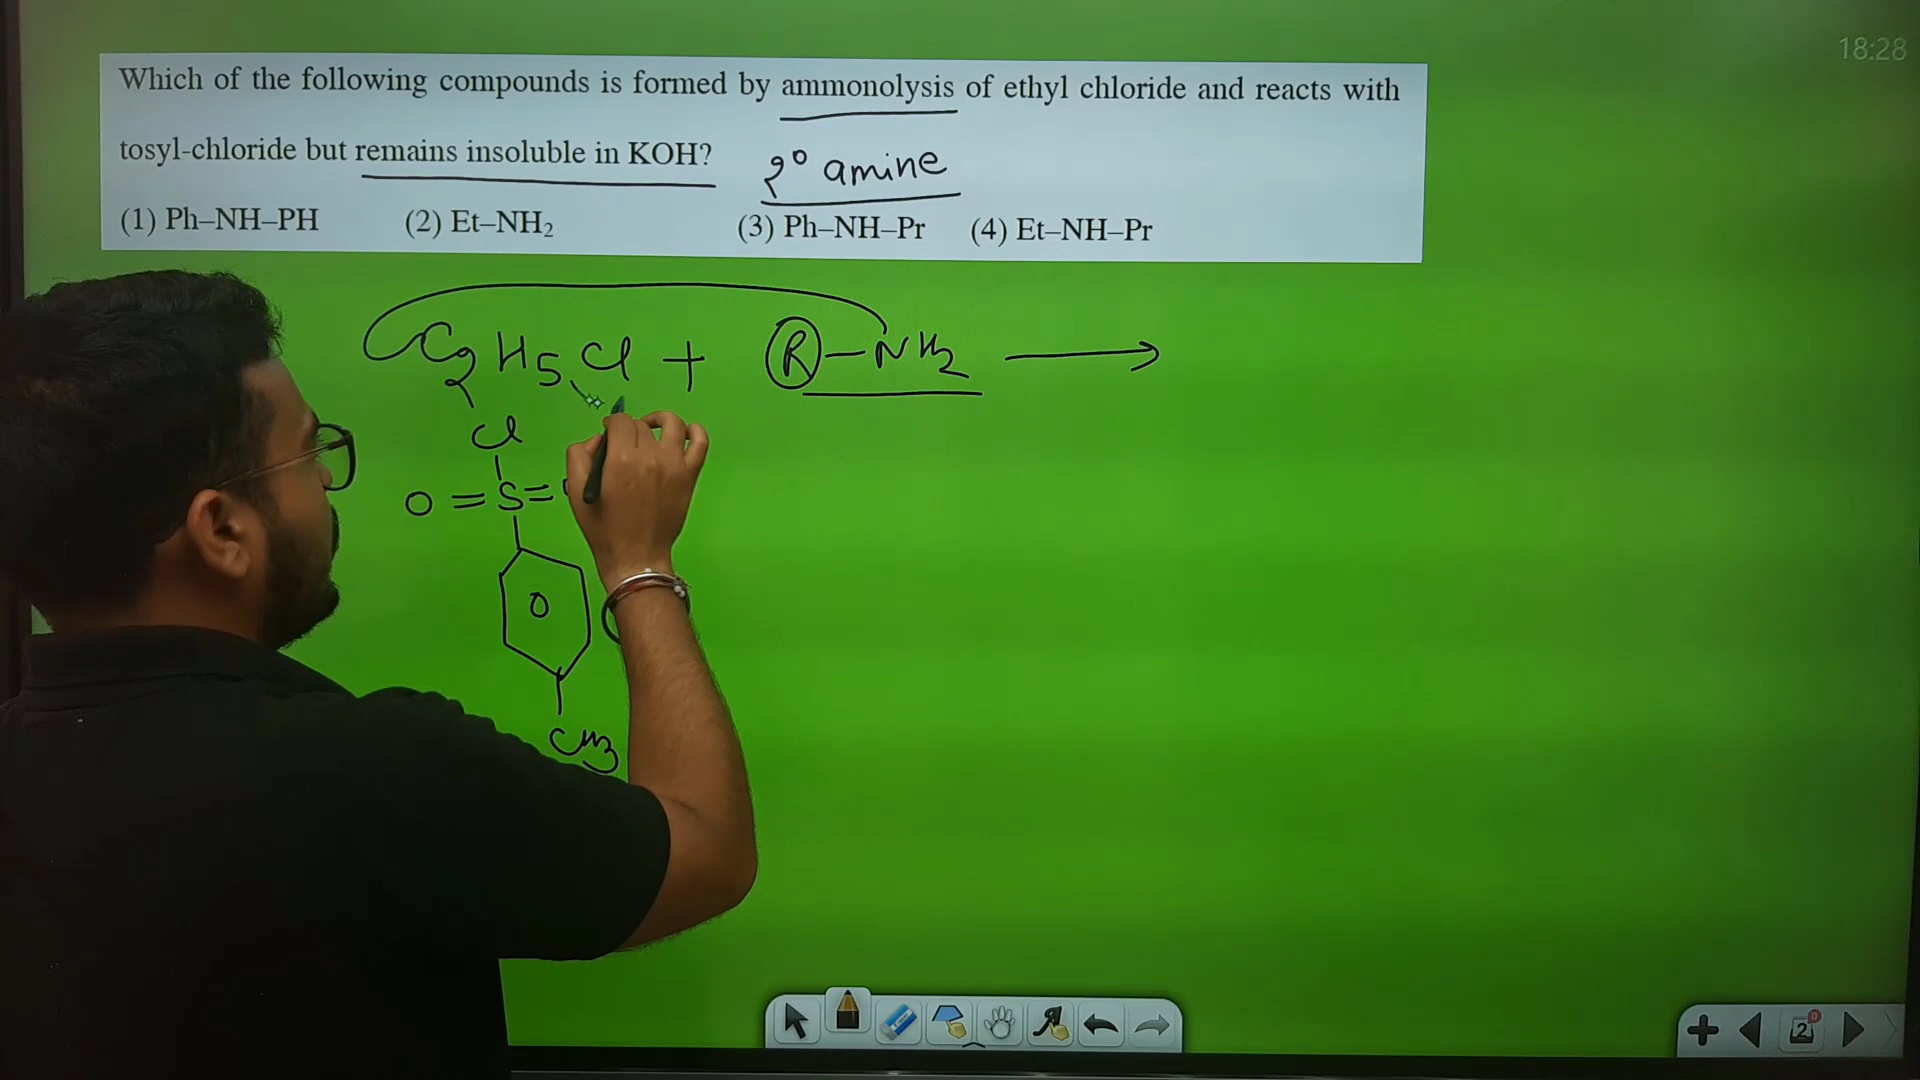 18:28
Which of the following compounds is formed by ammonolysis of ethyl chloride and reacts with
tosyl-chloride but remains insoluble in KOH?
2° amine
(1) Ph–NH–PH (2) Et–NH₂ (3) Ph–NH–Pr (4) Et–NH–Pr
C₂H₅Cl + R–NH₂ ⟶
Cl
O=S=
CH₃
2